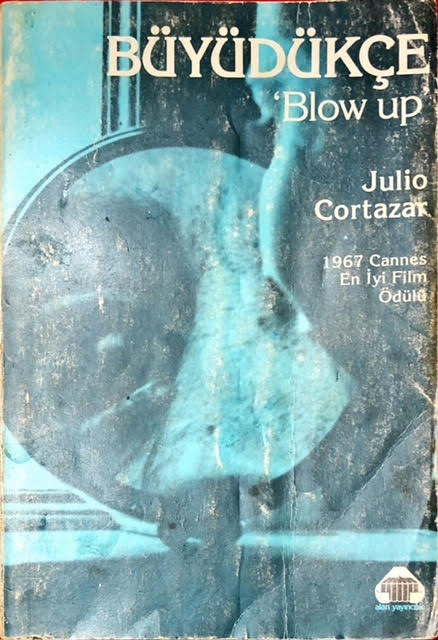 BÜYÜDÜKÇE
'Blow up'
Julio
Cortazar
1967 Cannes
En İyi Film
Ödülü
alan yayıncılık